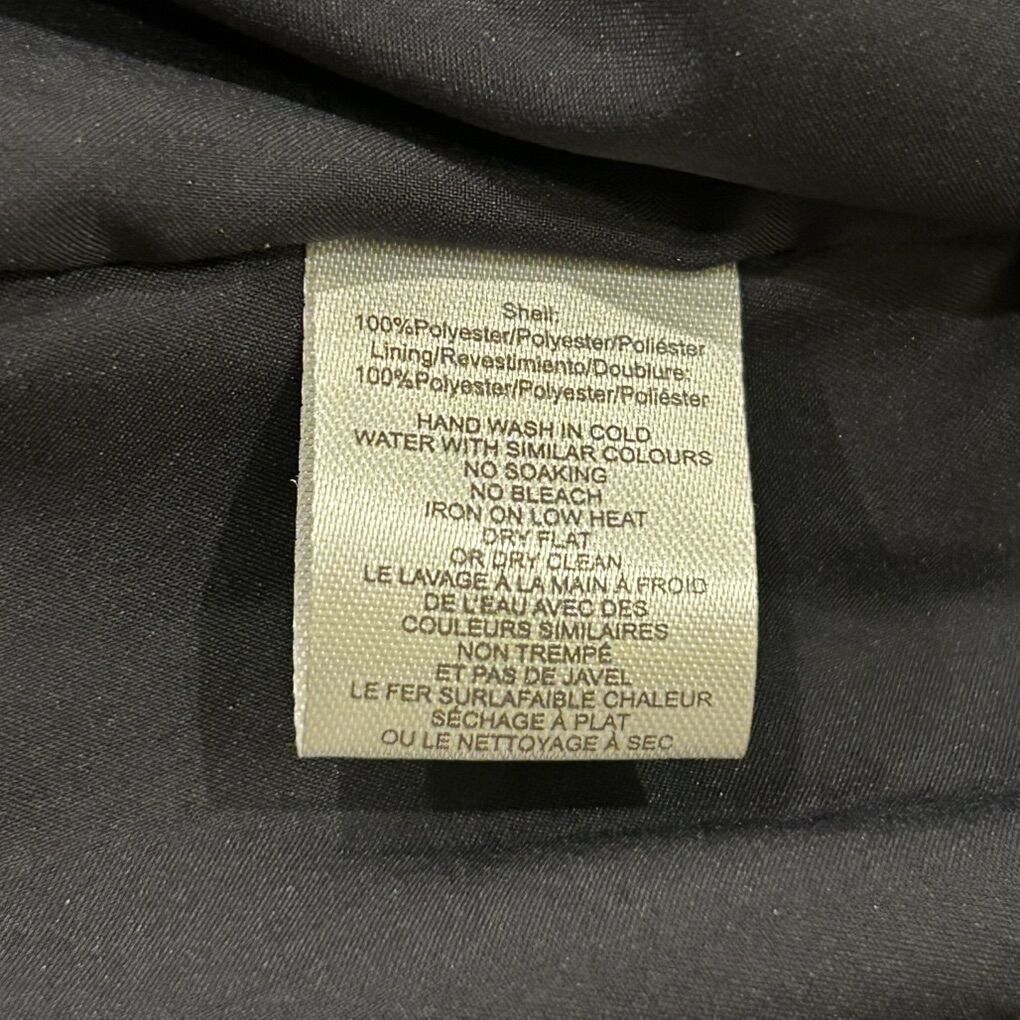 Shell:
100%Polyester/Polyester/Poliéster
Lining/Revestimiento/Doublure:
100%Polyester/Polyester/Poliéster
HAND WASH IN COLD
WATER WITH SIMILAR COLOURS
NO SOAKING
NO BLEACH
IRON ON LOW HEAT
DRY FLAT
OR DRY CLEAN
LE LAVAGE À LA MAIN À FROID
DE L'EAU AVEC DES
COULEURS SIMILAIRES
NON TREMPÉ
ET PAS DE JAVEL
LE FER SURLAFAIBLE CHALEUR
SÉCHAGE À PLAT
OU LE NETTOYAGE À SEC